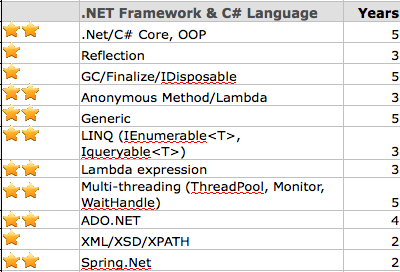 .NET Framework & C# Language Years
.Net/C# Core, OOP 5
Reflection 3
GC/Finalize/IDisposable 5
Anonymous Method/Lambda 3
Generic 5
LINQ (IEnumerable<T>,
Iqueryable<T>) 3
Lambda expression 3
Multi-threading (ThreadPool, Monitor,
WaitHandle) 5
ADO.NET 4
XML/XSD/XPATH 2
Spring.Net 2